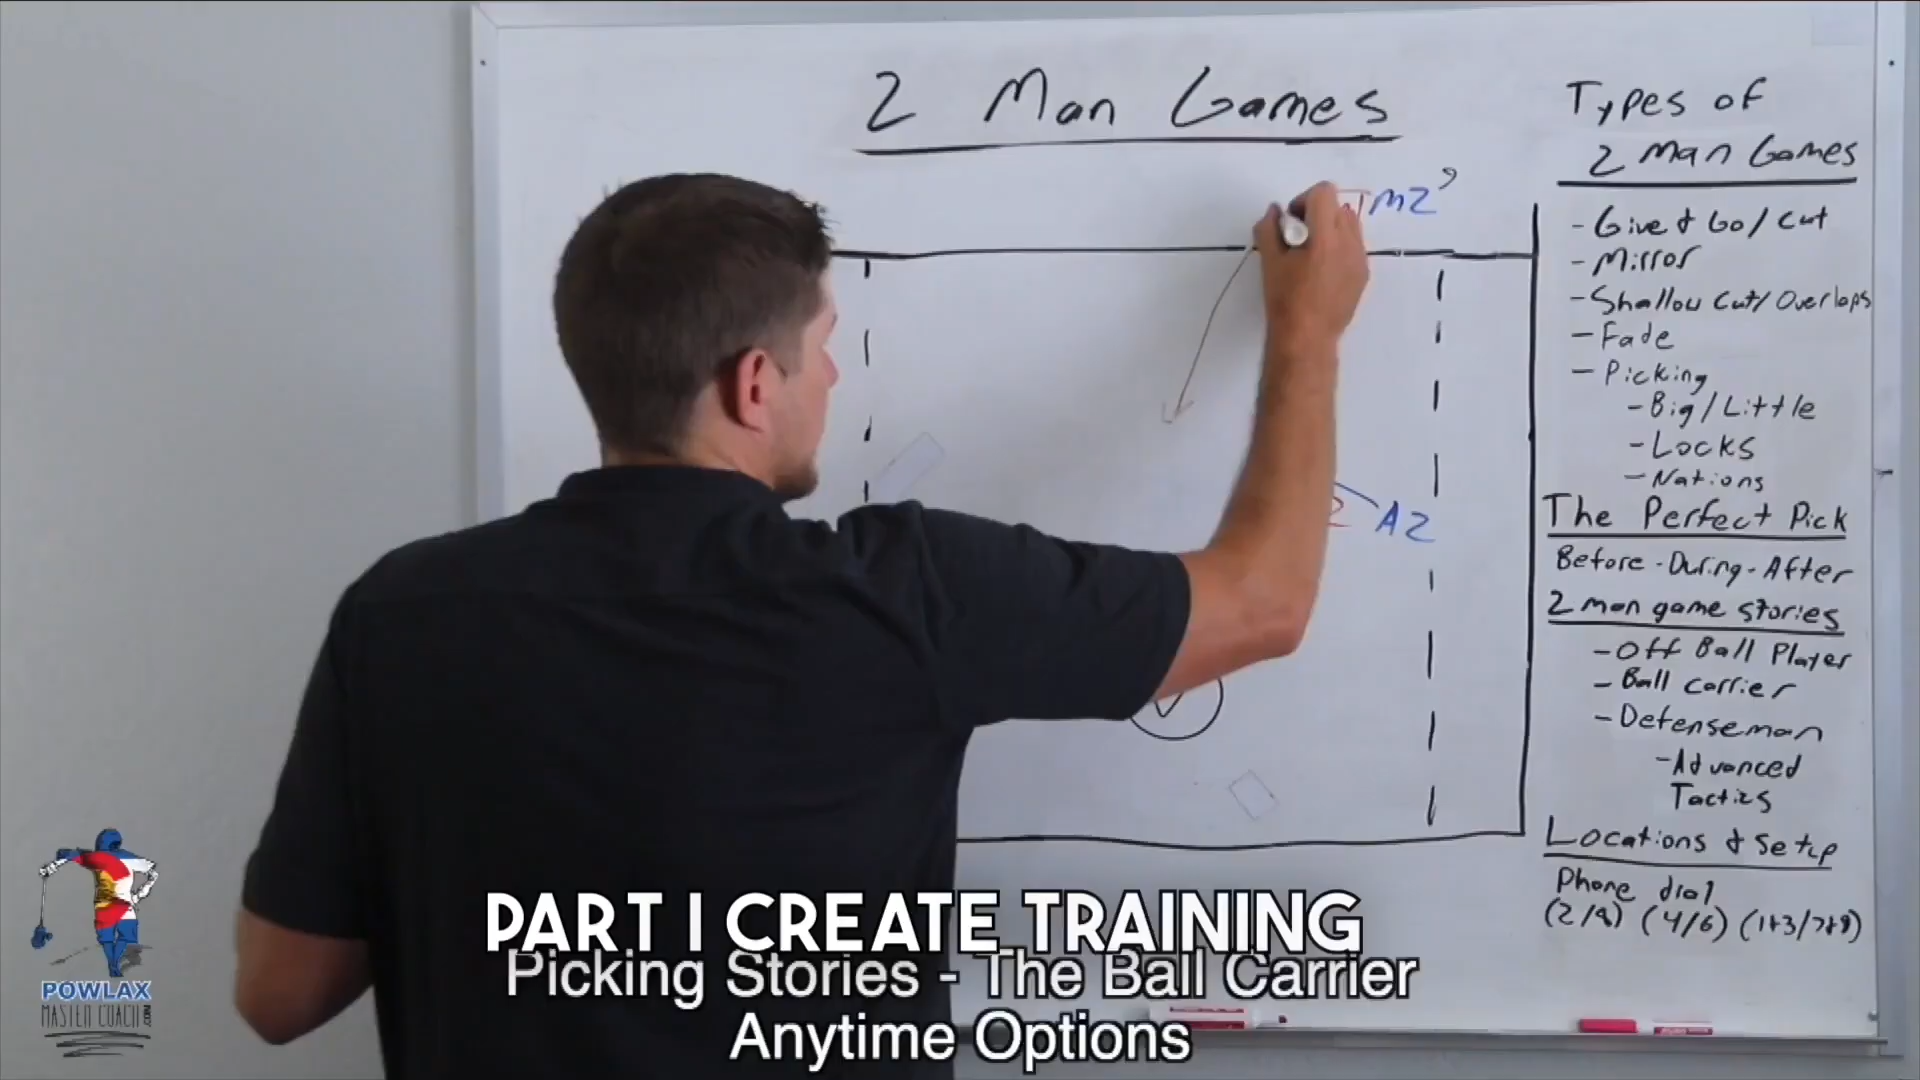 2 Man Games
M2
A2
2
Types of
2 Man Games
- Give & Go/Cut
- Mirror
- Shallow Cut/Overlaps
- Fade
- Picking
- Big/Little
- Locks
- Nations
The Perfect Pick
Before - During - After
2 man game stories
- Off Ball Player
- Ball Carrier
- Defenseman
- Advanced
Tactics
Locations & Setup
Phone dial
(2/8) (4/6) (1+3/7+9)
PART I CREATE TRAINING
Picking Stories - The Ball Carrier
Anytime Options
POWLAX
MASTER COACH.COM